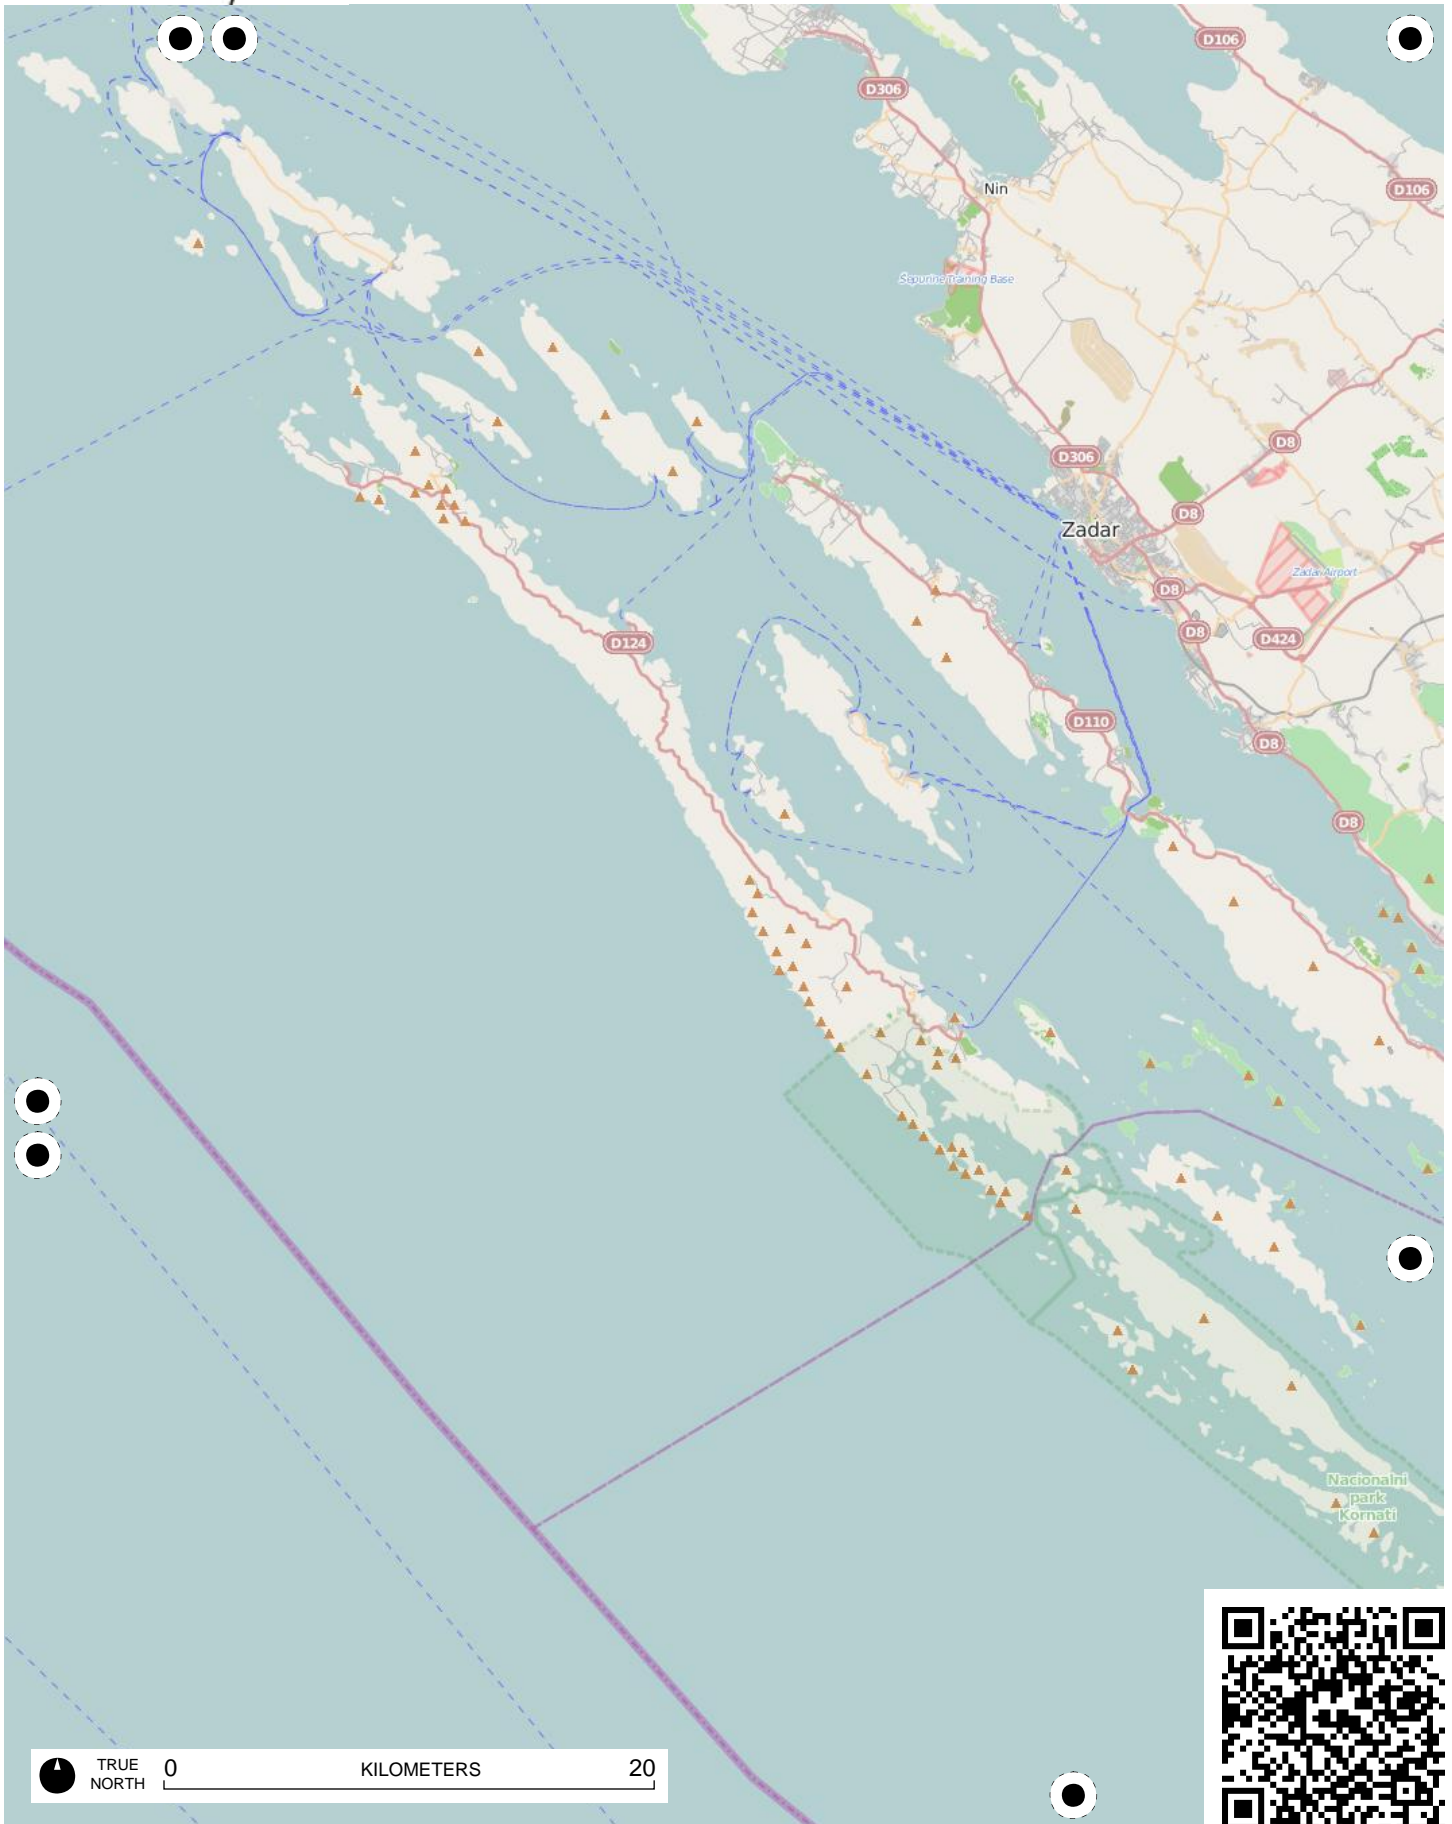 D106
D306
D106
Nin
Šepurine Training Base
D306
D8
D8
Zadar
Zadar Airport
D8
D8
D424
D124
D110
D8
D8
Nacionalni
park
Kornati
TRUE
NORTH
0
KILOMETERS
20